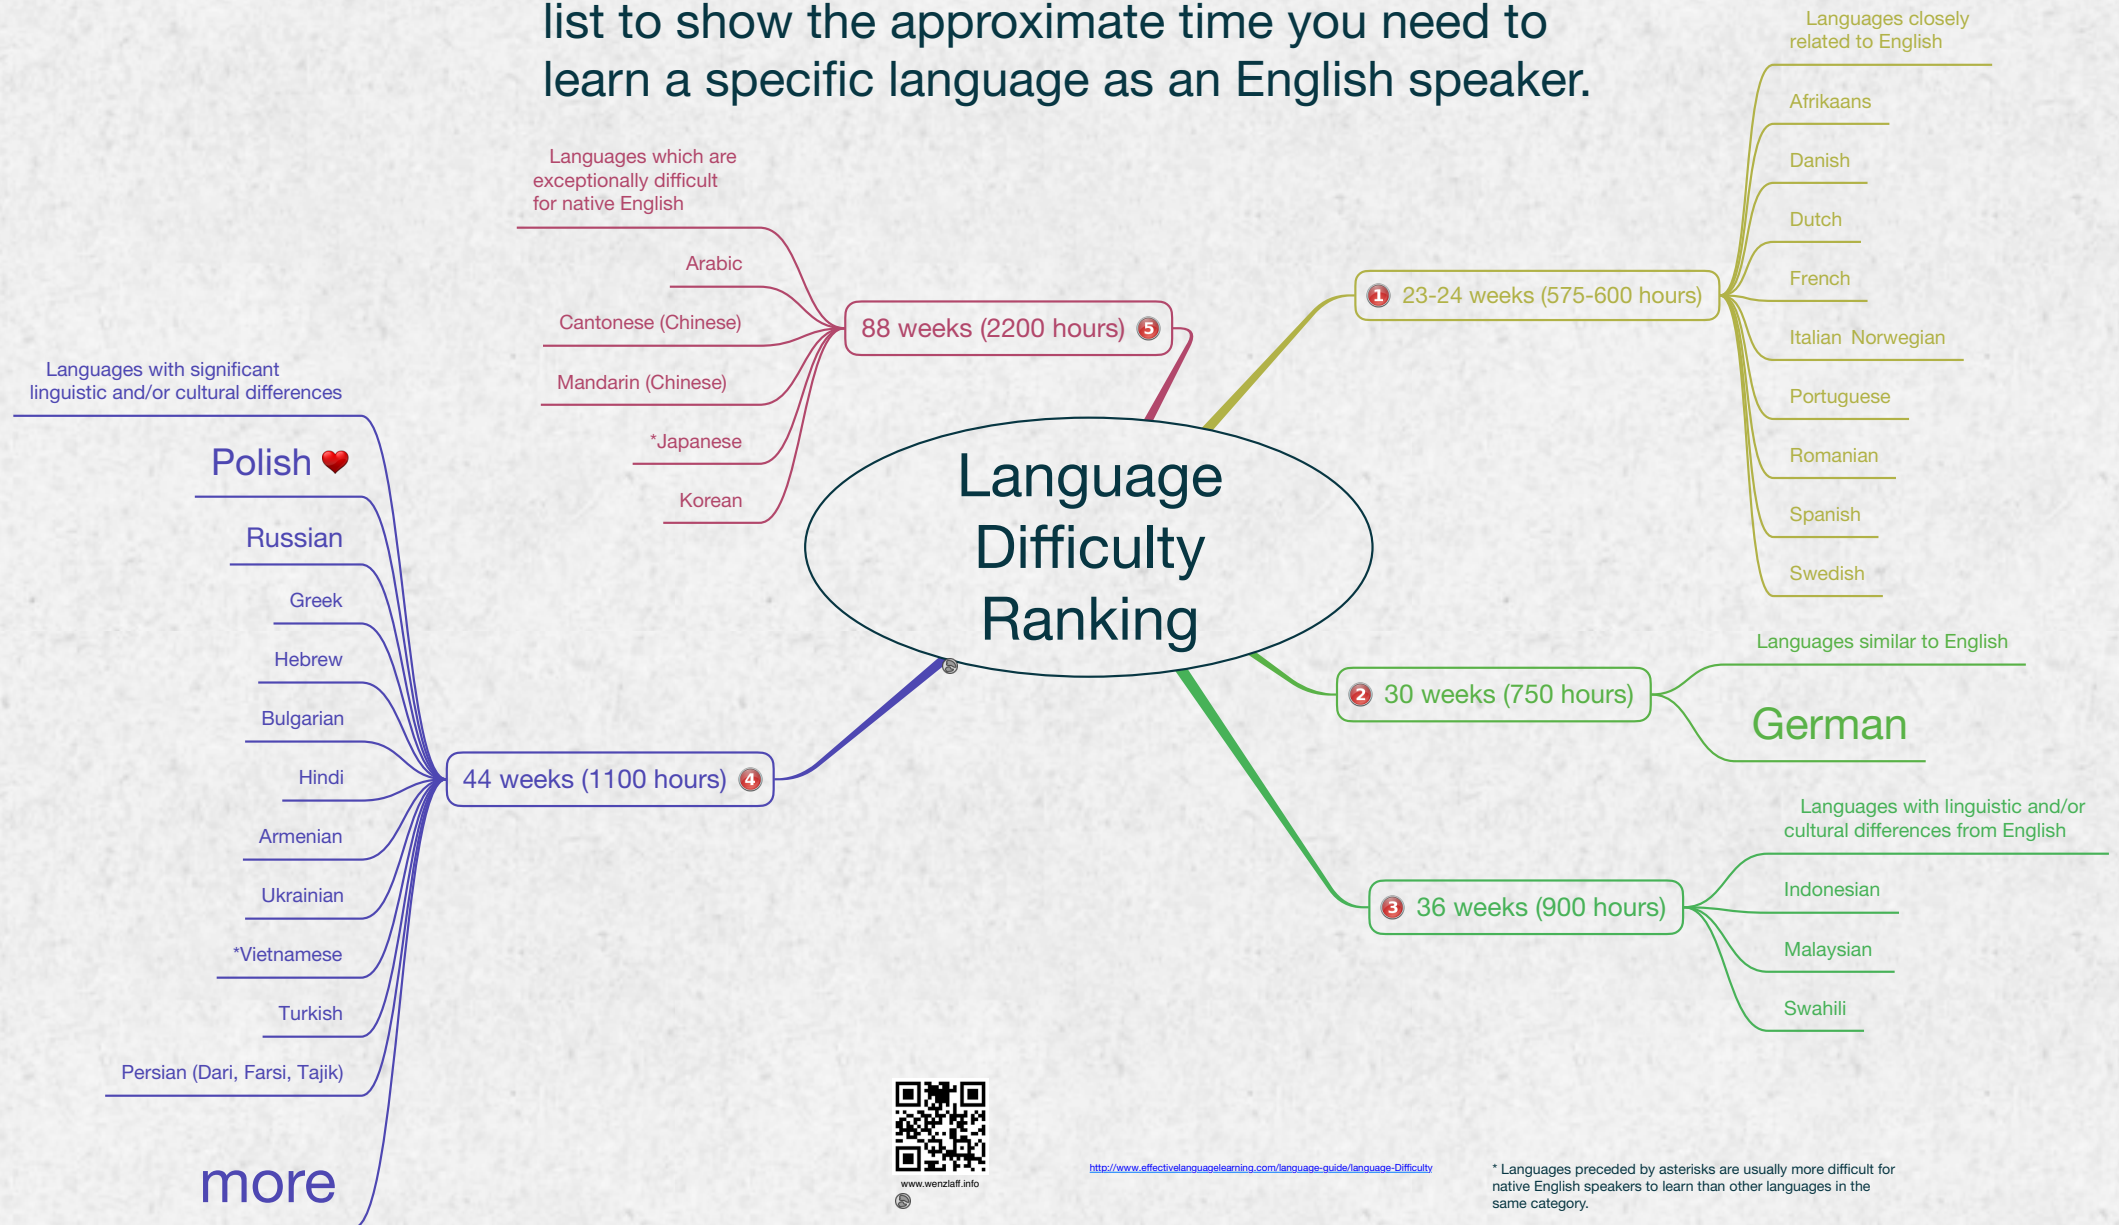 list to show the approximate time you need to
learn a specific language as an English speaker.
Language
Difficulty
Ranking
1 23-24 weeks (575-600 hours)
Languages closely
related to English
Afrikaans
Danish
Dutch
French
Italian Norwegian
Portuguese
Romanian
Spanish
Swedish
2 30 weeks (750 hours)
Languages similar to English
German
3 36 weeks (900 hours)
Languages with linguistic and/or
cultural differences from English
Indonesian
Malaysian
Swahili
44 weeks (1100 hours) 4
Languages with significant
linguistic and/or cultural differences
Polish
Russian
Greek
Hebrew
Bulgarian
Hindi
Armenian
Ukrainian
*Vietnamese
Turkish
Persian (Dari, Farsi, Tajik)
more
88 weeks (2200 hours) 5
Languages which are
exceptionally difficult
for native English
Arabic
Cantonese (Chinese)
Mandarin (Chinese)
*Japanese
Korean
www.wenzlaff.info
http://www.effectivelanguagelearning.com/language-guide/language-Difficulty
* Languages preceded by asterisks are usually more difficult for
native English speakers to learn than other languages in the
same category.